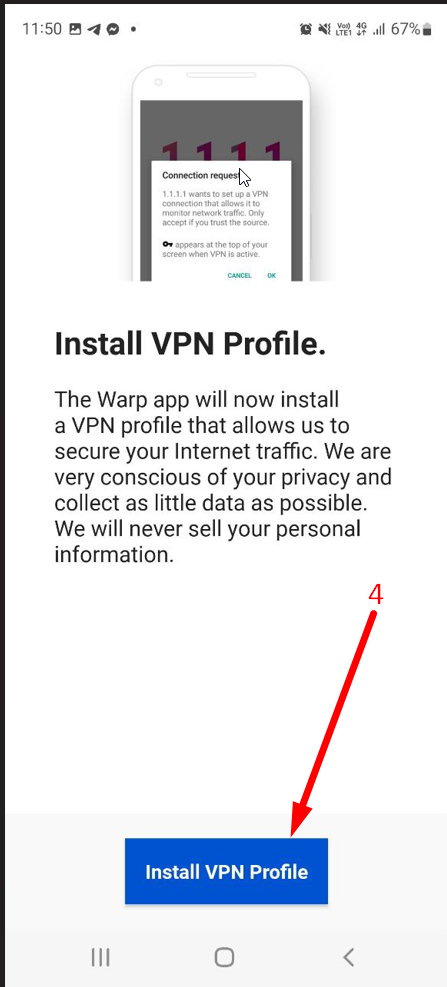 11:50 Vo)) LTE1 4G 67%
1.1.1.1
Connection request
1.1.1.1 wants to set up a VPN
connection that allows it to
monitor network traffic. Only
accept if you trust the source.
appears at the top of your
screen when VPN is active.
CANCEL OK
Install VPN Profile.
The Warp app will now install
a VPN profile that allows us to
secure your Internet traffic. We are
very conscious of your privacy and
collect as little data as possible.
We will never sell your personal
information.
4
Install VPN Profile